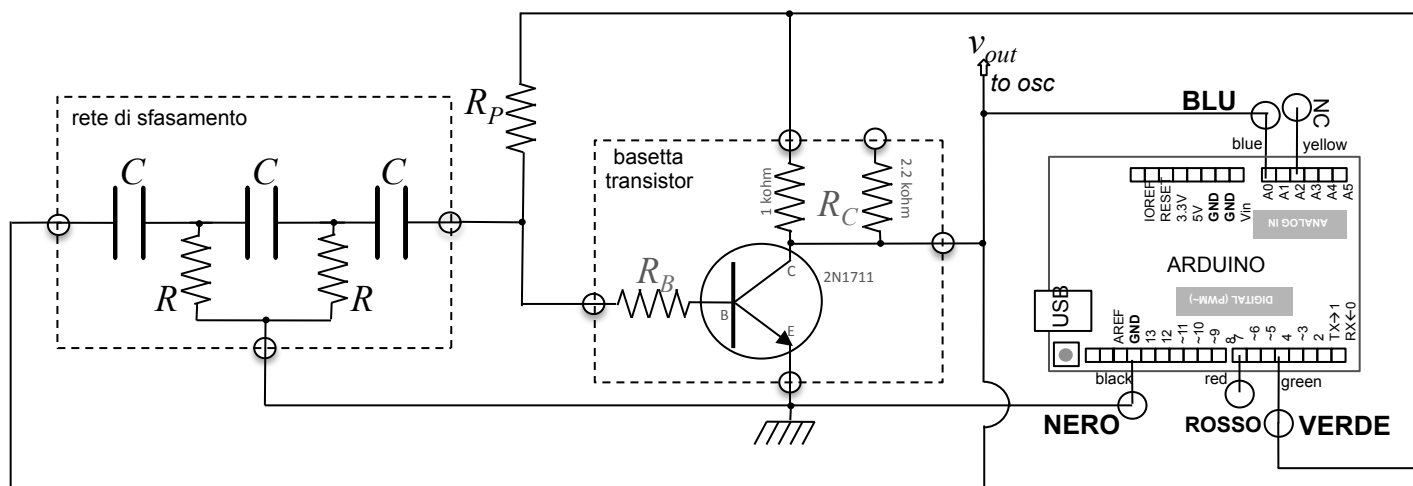 v_out
to osc
BLU
NC
blue
yellow
R_P
rete di sfasamento
basetta
transistor
C
C
C
1 kohm
2.2 kohm
R_C
IOREF
RESET
3.3V
5V
GND
GND
Vin
A0
A1
A2
A3
A4
A5
ANALOG IN
ARDUINO
R
R
R_B
C
B
E
2N1711
USB
DIGITAL (PWM~)
AREF
GND
13
12
~11
~10
~9
8
7
~6
~5
4
~3
2
TX→1
RX←0
black
red
green
NERO
ROSSO
VERDE